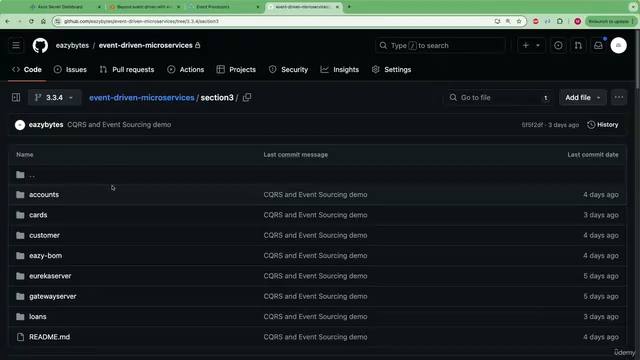 Axon Server Dashboard
Beyond event-driven with ev
Event Processors
event-driven-microservices/se
github.com/eazybytes/event-driven-microservices/tree/3.3.4/section3
Relaunch to update
eazybytes / event-driven-microservices
Type / to search
Code
Issues
Pull requests
Actions
Projects
Security
Insights
Settings
3.3.4
event-driven-microservices / section3 /
Go to file
t
Add file
eazybytes CQRS and Event Sourcing demo
5f5f2df · 3 days ago
History
Name Last commit message Last commit date
..
accounts CQRS and Event Sourcing demo 4 days ago
cards CQRS and Event Sourcing demo 3 days ago
customer CQRS and Event Sourcing demo 4 days ago
eazy-bom CQRS and Event Sourcing demo 4 days ago
eurekaserver CQRS and Event Sourcing demo 5 days ago
gatewayserver CQRS and Event Sourcing demo 5 days ago
loans CQRS and Event Sourcing demo 3 days ago
README.md CQRS and Event Sourcing demo 4 days ago
Udemy